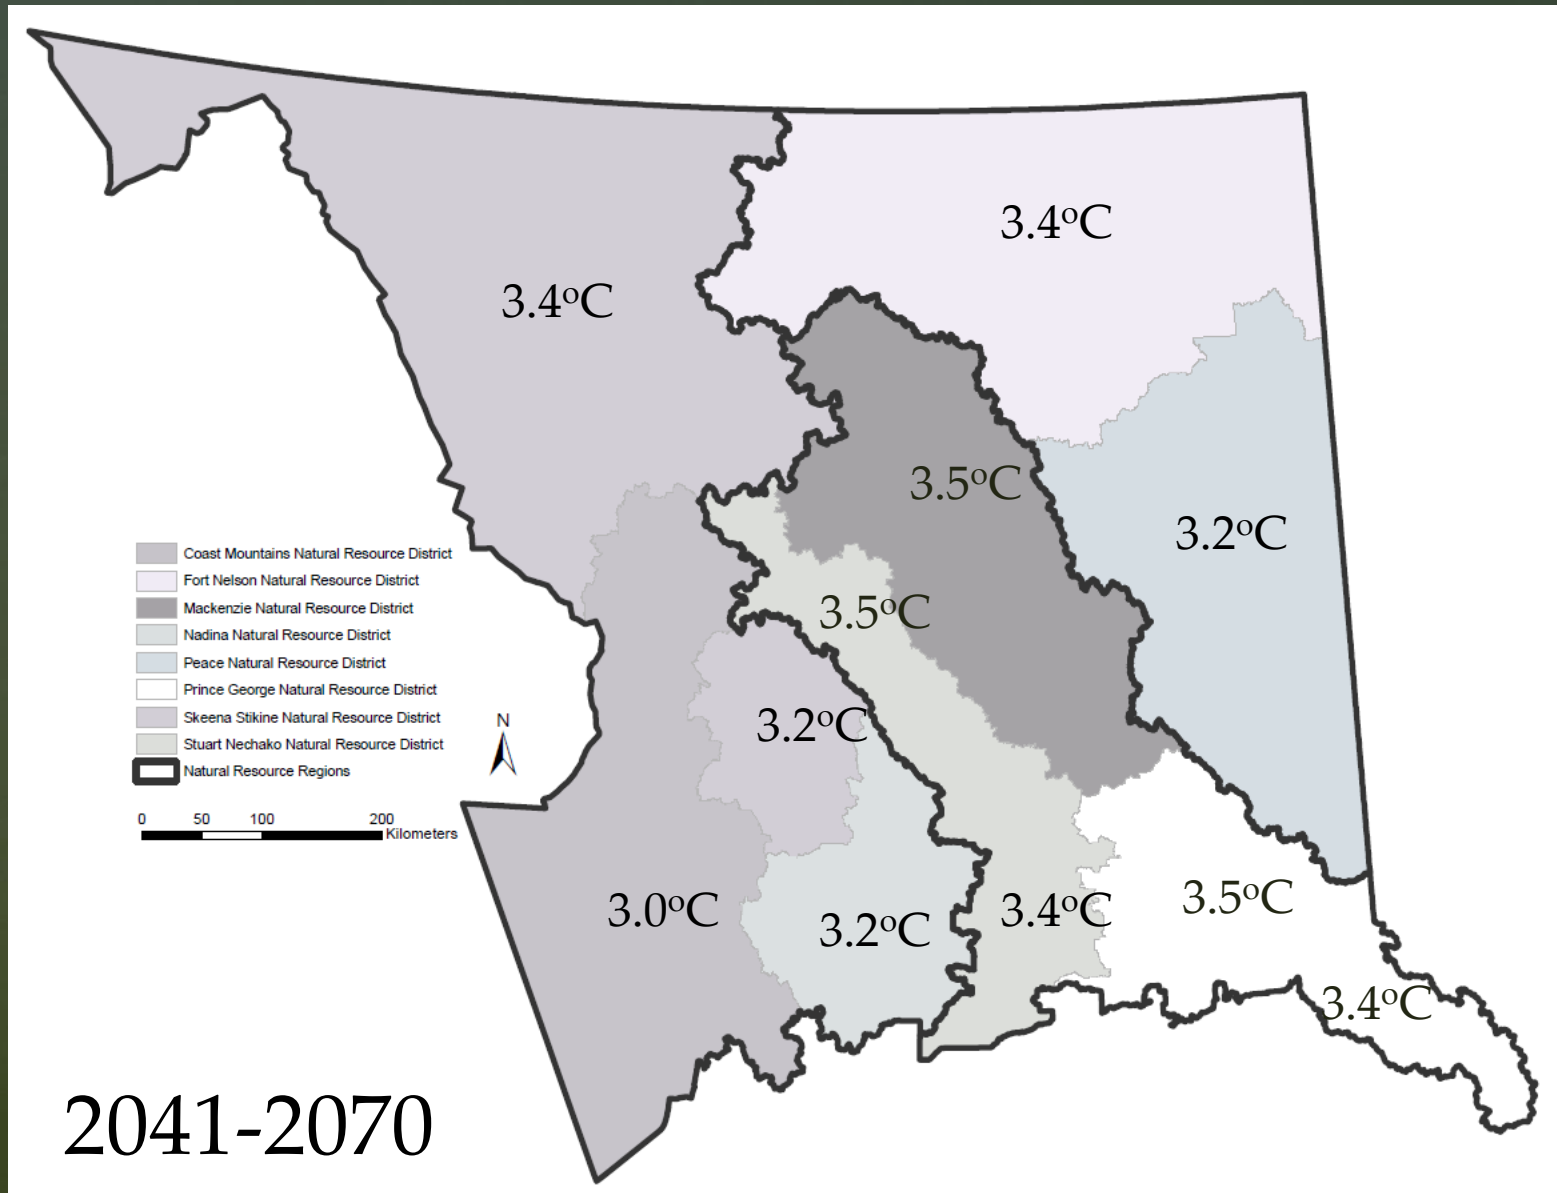 3.4°C
3.4°C
3.5°C
3.2°C
3.5°C
3.2°C
3.0°C
3.2°C
3.4°C
3.5°C
3.4°C
Coast Mountains Natural Resource District
Fort Nelson Natural Resource District
Mackenzie Natural Resource District
Nadina Natural Resource District
Peace Natural Resource District
Prince George Natural Resource District
Skeena Stikine Natural Resource District
Stuart Nechako Natural Resource District
Natural Resource Regions
N
0 50 100 200
Kilometers
2041-2070